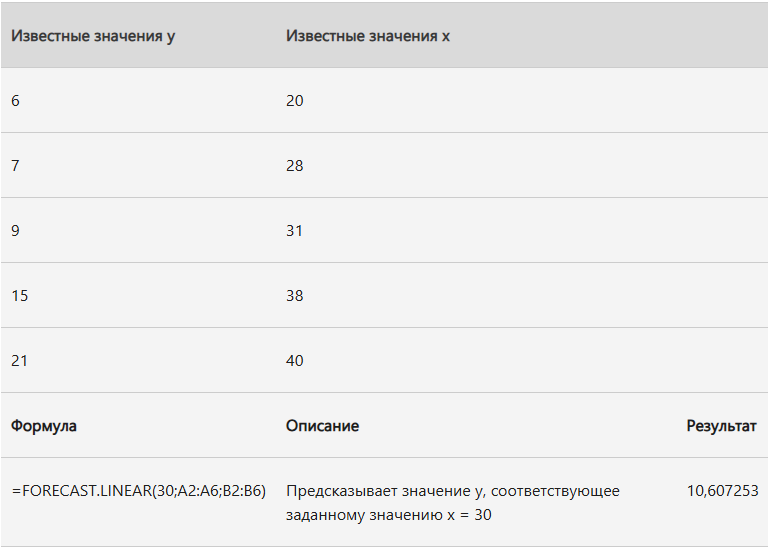 Известные значения y Известные значения x
6 20
7 28
9 31
15 38
21 40
Формула Описание Результат
=FORECAST.LINEAR(30;A2:A6;B2:B6) Предсказывает значение y, соответствующее 10,607253
заданному значению x = 30